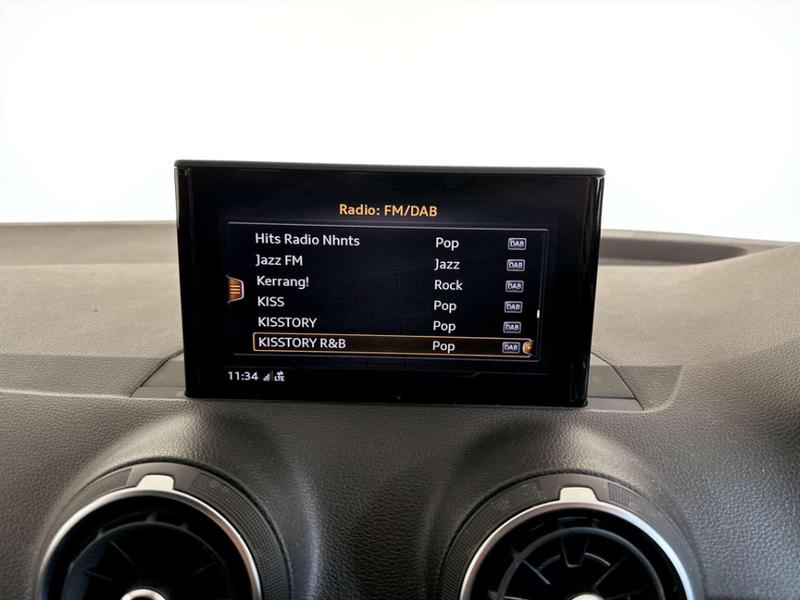 Radio: FM/DAB
Hits Radio Nhnts Pop DAB
Jazz FM Jazz DAB
Kerrang! Rock DAB
KISS Pop DAB
KISSTORY Pop DAB
KISSTORY R&B Pop DAB
11:34 LTE